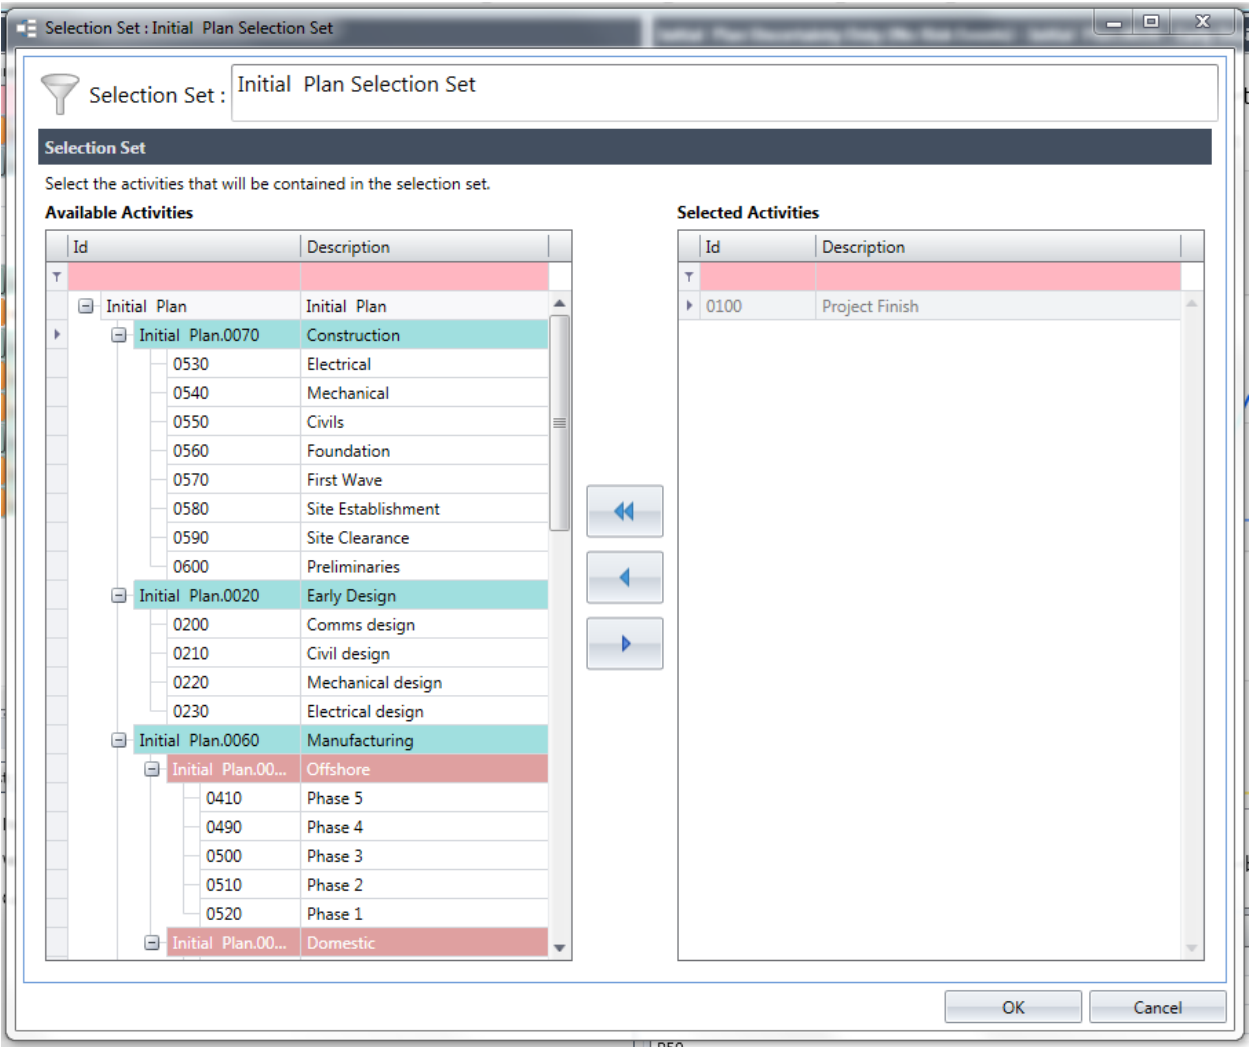 Selection Set : Initial Plan Selection Set
Selection Set : Initial Plan Selection Set
Selection Set
Select the activities that will be contained in the selection set.
Available Activities
Selected Activities
Id Description
Id Description
Initial Plan Initial Plan
0100 Project Finish
Initial Plan.0070 Construction
0530 Electrical
0540 Mechanical
0550 Civils
0560 Foundation
0570 First Wave
0580 Site Establishment
0590 Site Clearance
0600 Preliminaries
Initial Plan.0020 Early Design
0200 Comms design
0210 Civil design
0220 Mechanical design
0230 Electrical design
Initial Plan.0060 Manufacturing
Initial Plan.00... Offshore
0410 Phase 5
0490 Phase 4
0500 Phase 3
0510 Phase 2
0520 Phase 1
Initial Plan.00... Domestic
OK Cancel